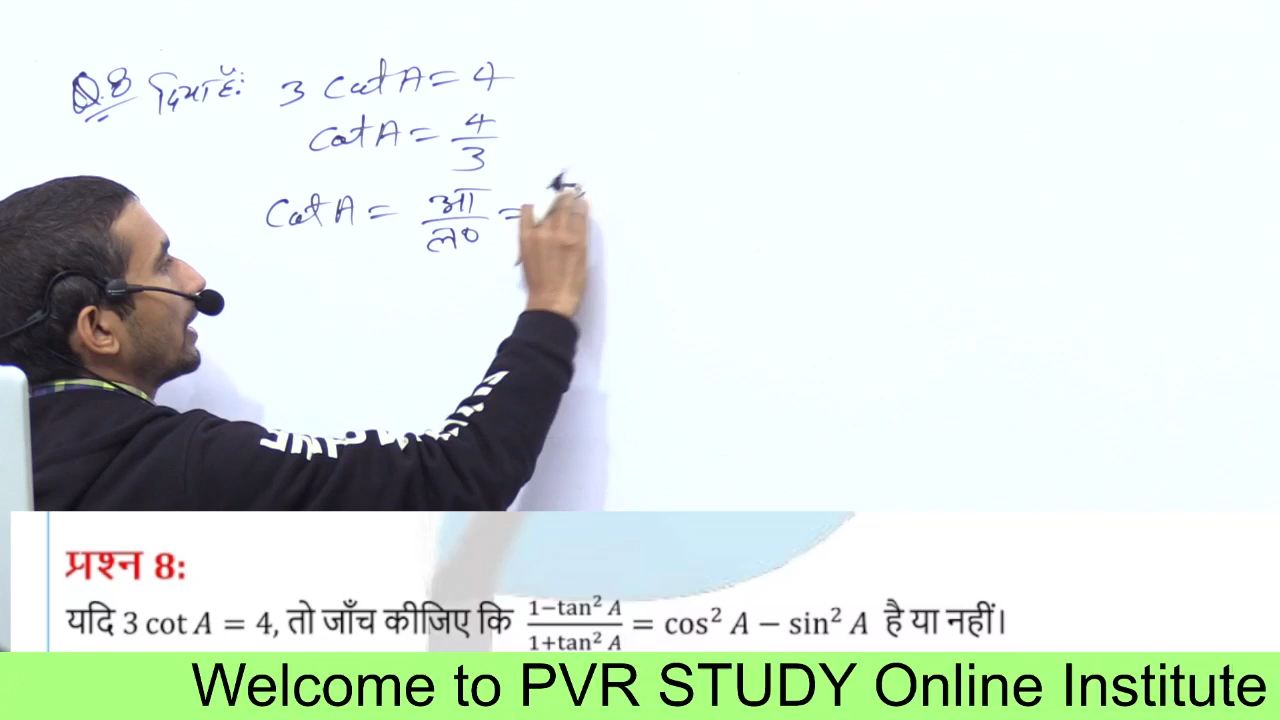 Q.8 दिया है: 3 cot A = 4
cot A = 4/3
cot A = आ/ल० =
प्रश्न 8:
यदि 3 cot A = 4, तो जाँच कीजिए कि 1−tan² A/1+tan² A = cos² A − sin² A है या नहीं।
Welcome to PVR STUDY Online Institute